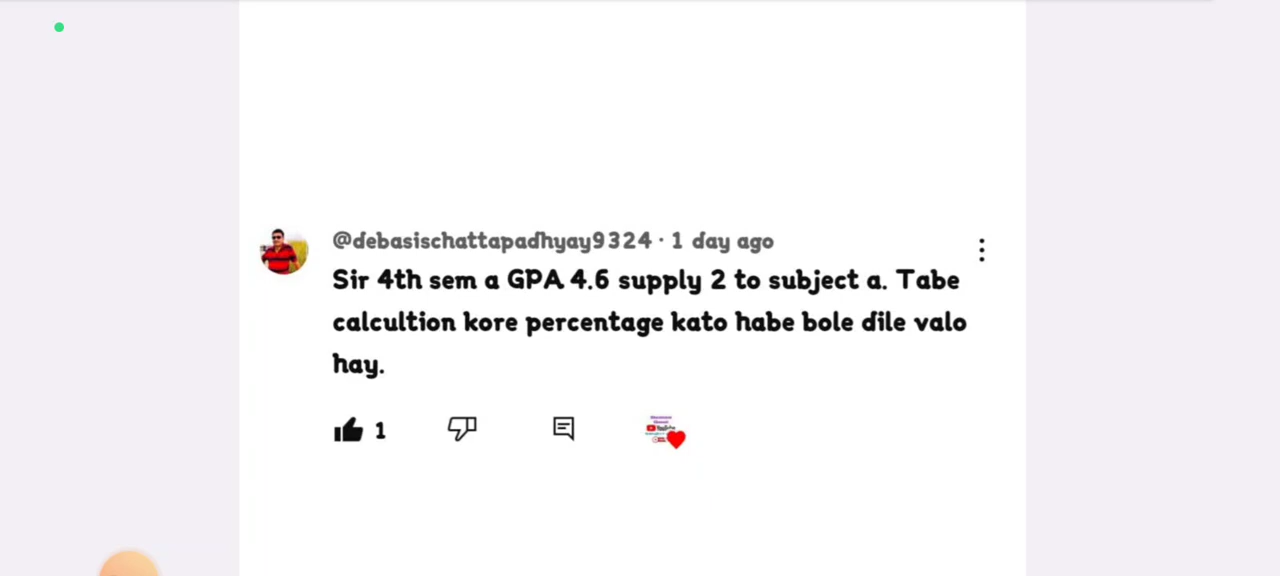 @debasischattapadhyay9324 · 1 day ago
Sir 4th sem a GPA 4.6 supply 2 to subject a. Tabe
calcultion kore percentage kato habe bole dile valo
hay.
1